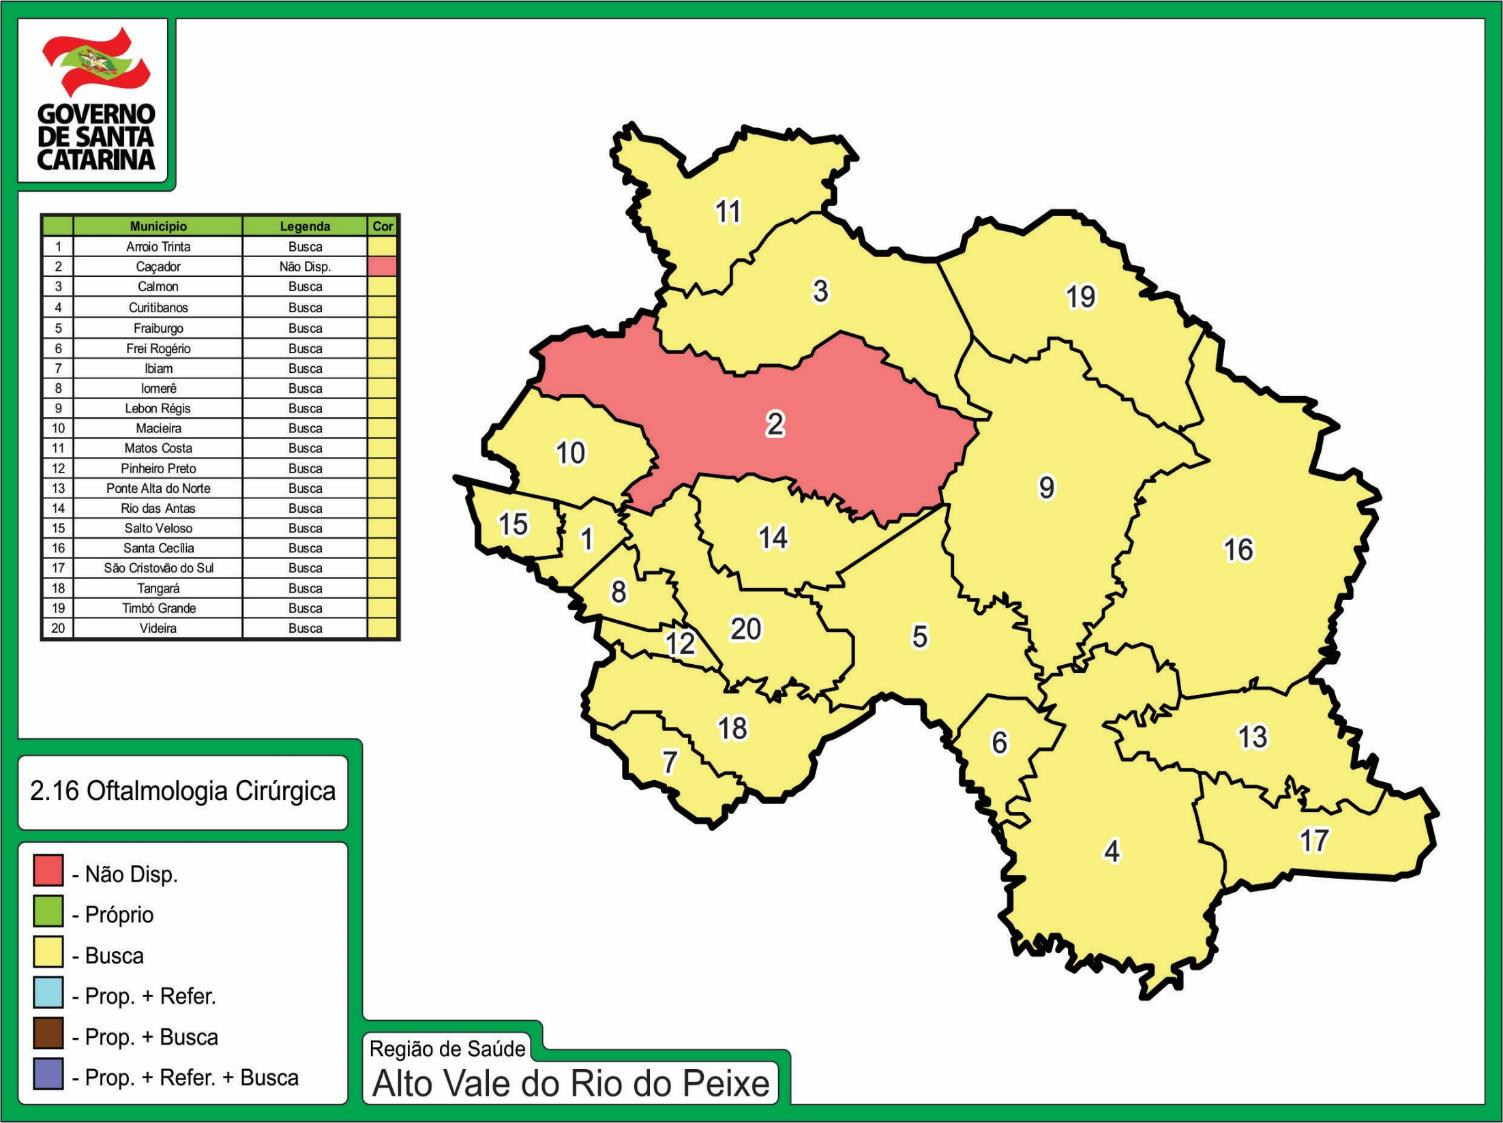 GOVERNO
DE SANTA
CATARINA
Município Legenda Cor
1 Arroio Trinta Busca
2 Caçador Não Disp.
3 Calmon Busca
4 Curitibanos Busca
5 Fraiburgo Busca
6 Frei Rogério Busca
7 Ibiam Busca
8 Iomerê Busca
9 Lebon Régis Busca
10 Macieira Busca
11 Matos Costa Busca
12 Pinheiro Preto Busca
13 Ponte Alta do Norte Busca
14 Rio das Antas Busca
15 Salto Veloso Busca
16 Santa Cecília Busca
17 São Cristovão do Sul Busca
18 Tangará Busca
19 Timbó Grande Busca
20 Videira Busca
11
3
19
2
10
9
15
1
14
16
8
20
12
5
18
6
13
7
17
4
2.16 Oftalmologia Cirúrgica
- Não Disp.
- Próprio
- Busca
- Prop. + Refer.
- Prop. + Busca
- Prop. + Refer. + Busca
Região de Saúde
Alto Vale do Rio do Peixe